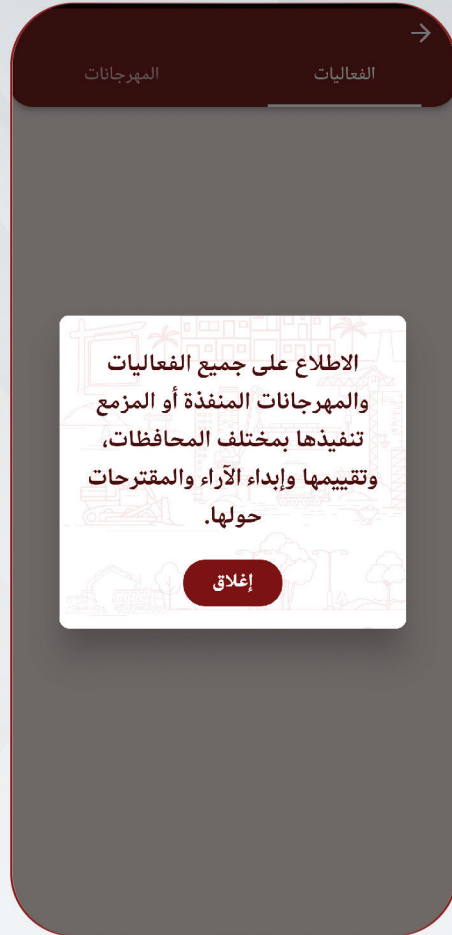 الفعاليات
المهرجانات
الاطلاع على جميع الفعاليات
والمهرجانات المنفذة أو المزمع
تنفيذها بمختلف المحافظات،
وتقييمها وإبداء الآراء والمقترحات
حولها.
إغلاق